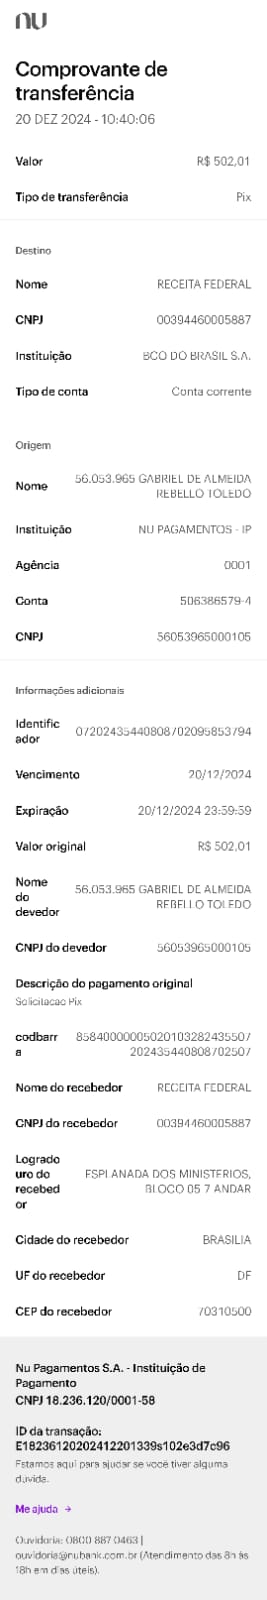 nu
Comprovante de
transferência
20 DEZ 2024 - 10:40:06
Valor R$ 502,01
Tipo de transferência Pix
Destino
Nome RECEITA FEDERAL
CNPJ 00394460005887
Instituição BCO DO BRASIL S.A.
Tipo de conta Conta corrente
Origem
Nome 56.053.965 GABRIEL DE ALMEIDA
REBELLO TOLEDO
Instituição NU PAGAMENTOS - IP
Agência 0001
Conta 506386579-4
CNPJ 56053965000105
Informações adicionais
Identific
ador 07202435440808702095853794
Vencimento 20/12/2024
Expiração 20/12/2024 23:59:59
Valor original R$ 502,01
Nome
do
devedor 56.053.965 GABRIEL DE ALMEIDA
REBELLO TOLEDO
CNPJ do devedor 56053965000105
Descrição do pagamento original
Solicitacao Pix
codbarr
a 85840000005020103282435507
202435440808702507
Nome do recebedor RECEITA FEDERAL
CNPJ do recebedor 00394460005887
Logrado
uro do
recebed
or ESPLANADA DOS MINISTERIOS,
BLOCO 05 7 ANDAR
Cidade do recebedor BRASILIA
UF do recebedor DF
CEP do recebedor 70310500
Nu Pagamentos S.A. - Instituição de
Pagamento
CNPJ 18.236.120/0001-58
ID da transação:
E18236120202412201339s102e3d7c96
Estamos aqui para ajudar se você tiver alguma
dúvida.
Me ajuda →
Ouvidoria: 0800 887 0463 |
ouvidoria@nubank.com.br (Atendimento das 8h às
18h em dias úteis).